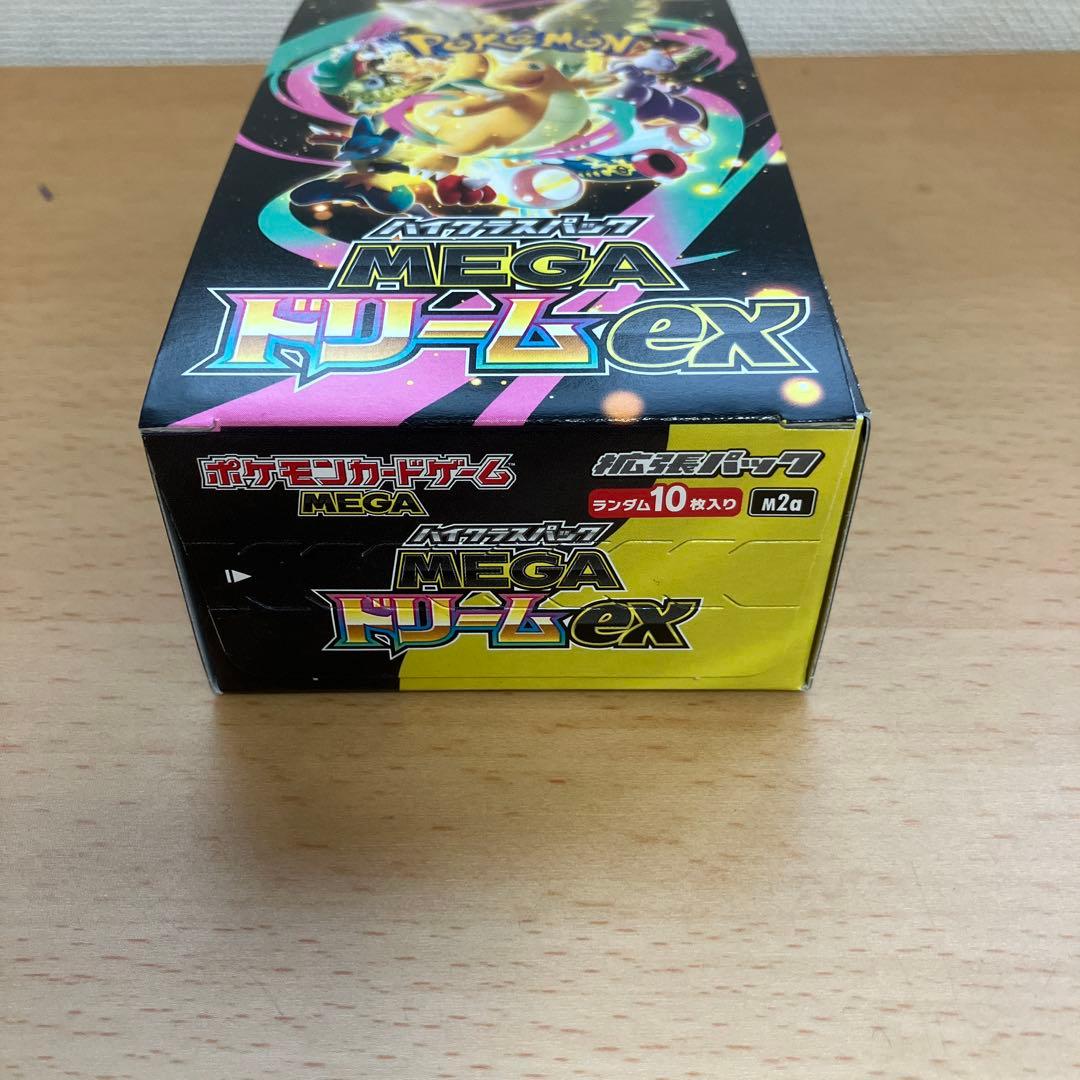 POKÉMON
ハイクラスパック
MEGA
ドリームex
ポケモンカードゲーム™
MEGA
拡張パック
ランダム10枚入り M2a
ハイクラスパック
MEGA
ドリームex